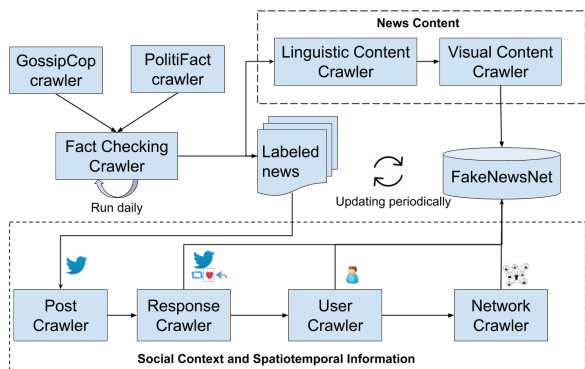 News Content
GossipCop
crawler
PolitiFact
crawler
Linguistic Content
Crawler
Visual Content
Crawler
Fact Checking
Crawler
Run daily
Labeled
news
Updating periodically
FakeNewsNet
Post
Crawler
Response
Crawler
User
Crawler
Network
Crawler
Social Context and Spatiotemporal Information